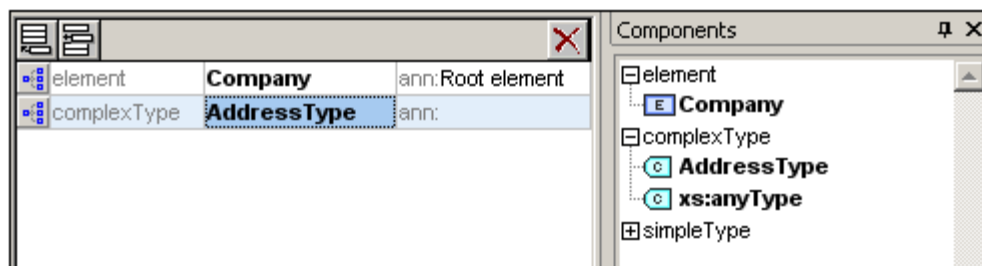 Components
element Company ann:Root element
complexType AddressType ann:
element
E Company
complexType
C AddressType
C xs:anyType
simpleType